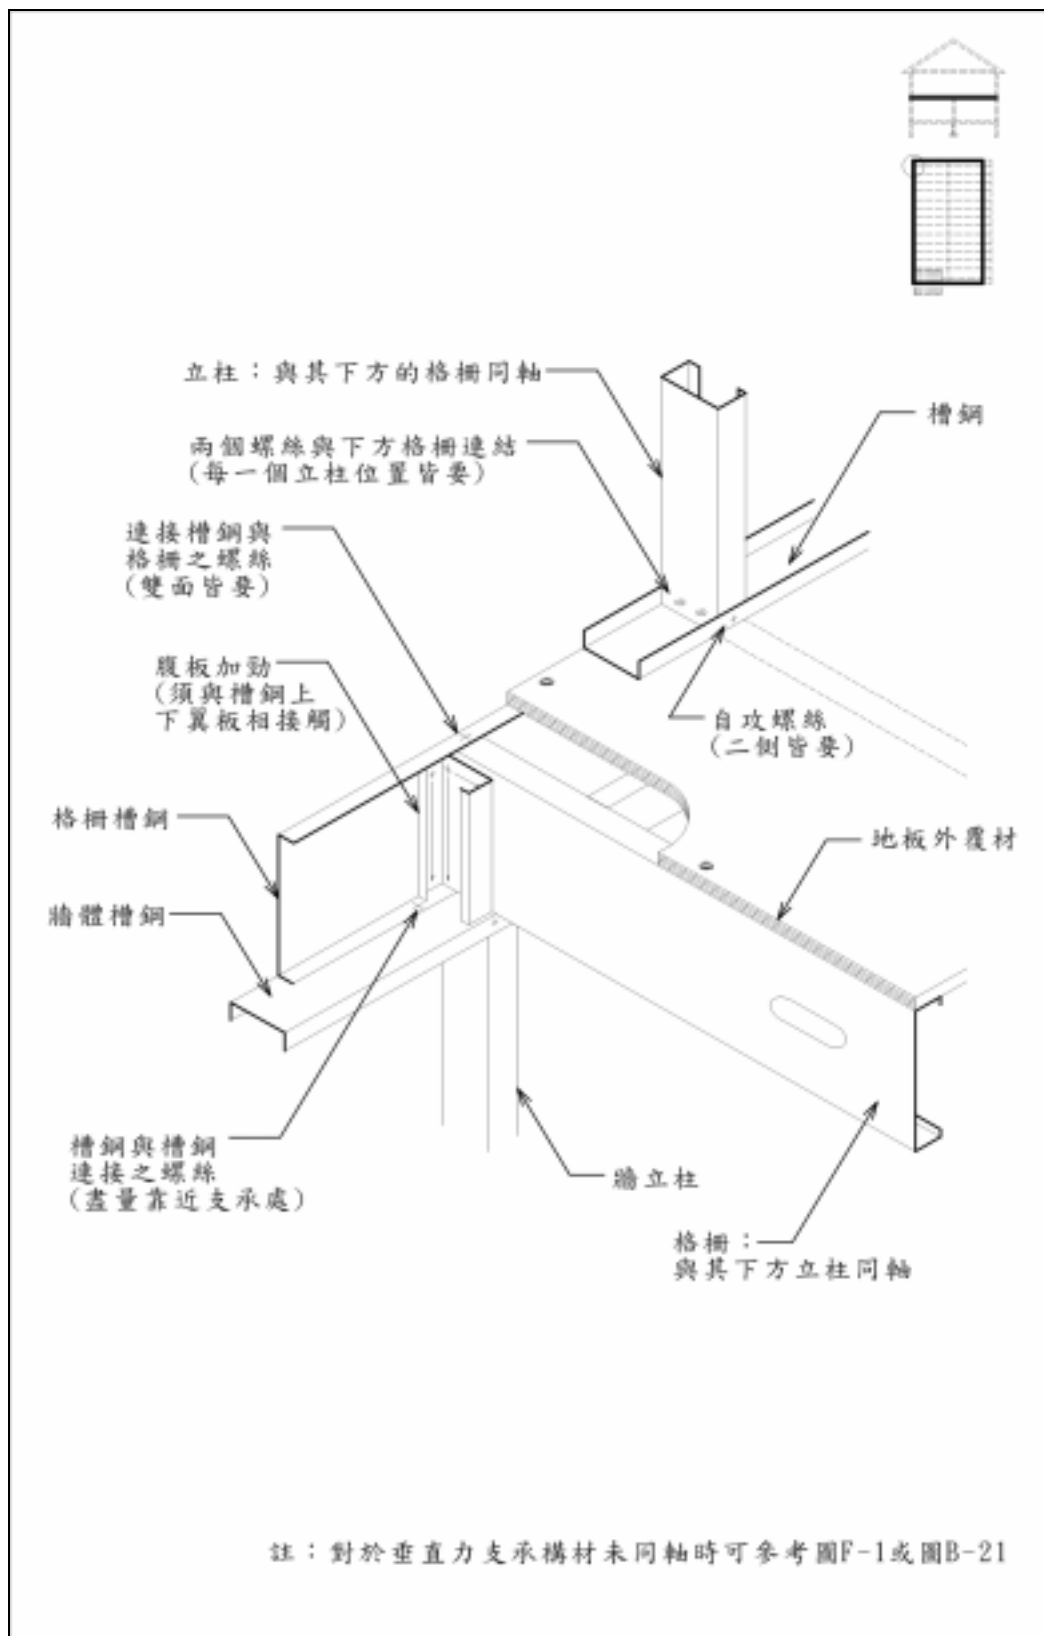 立柱：與其下方的格柵同軸
槽鋼
兩個螺絲與下方格柵連結
(每一個立柱位置皆要)
連接槽鋼與
格柵之螺絲
(雙面皆要)
腹板加勁
(須與槽鋼上
下翼板相接觸)
自攻螺絲
(二側皆要)
格柵槽鋼
地板外覆材
牆體槽鋼
槽鋼與槽鋼
連接之螺絲
(盡量靠近支承處)
牆立柱
格柵：
與其下方立柱同軸
註：對於垂直力支承構材未同軸時可參考圖F-1或圖B-21